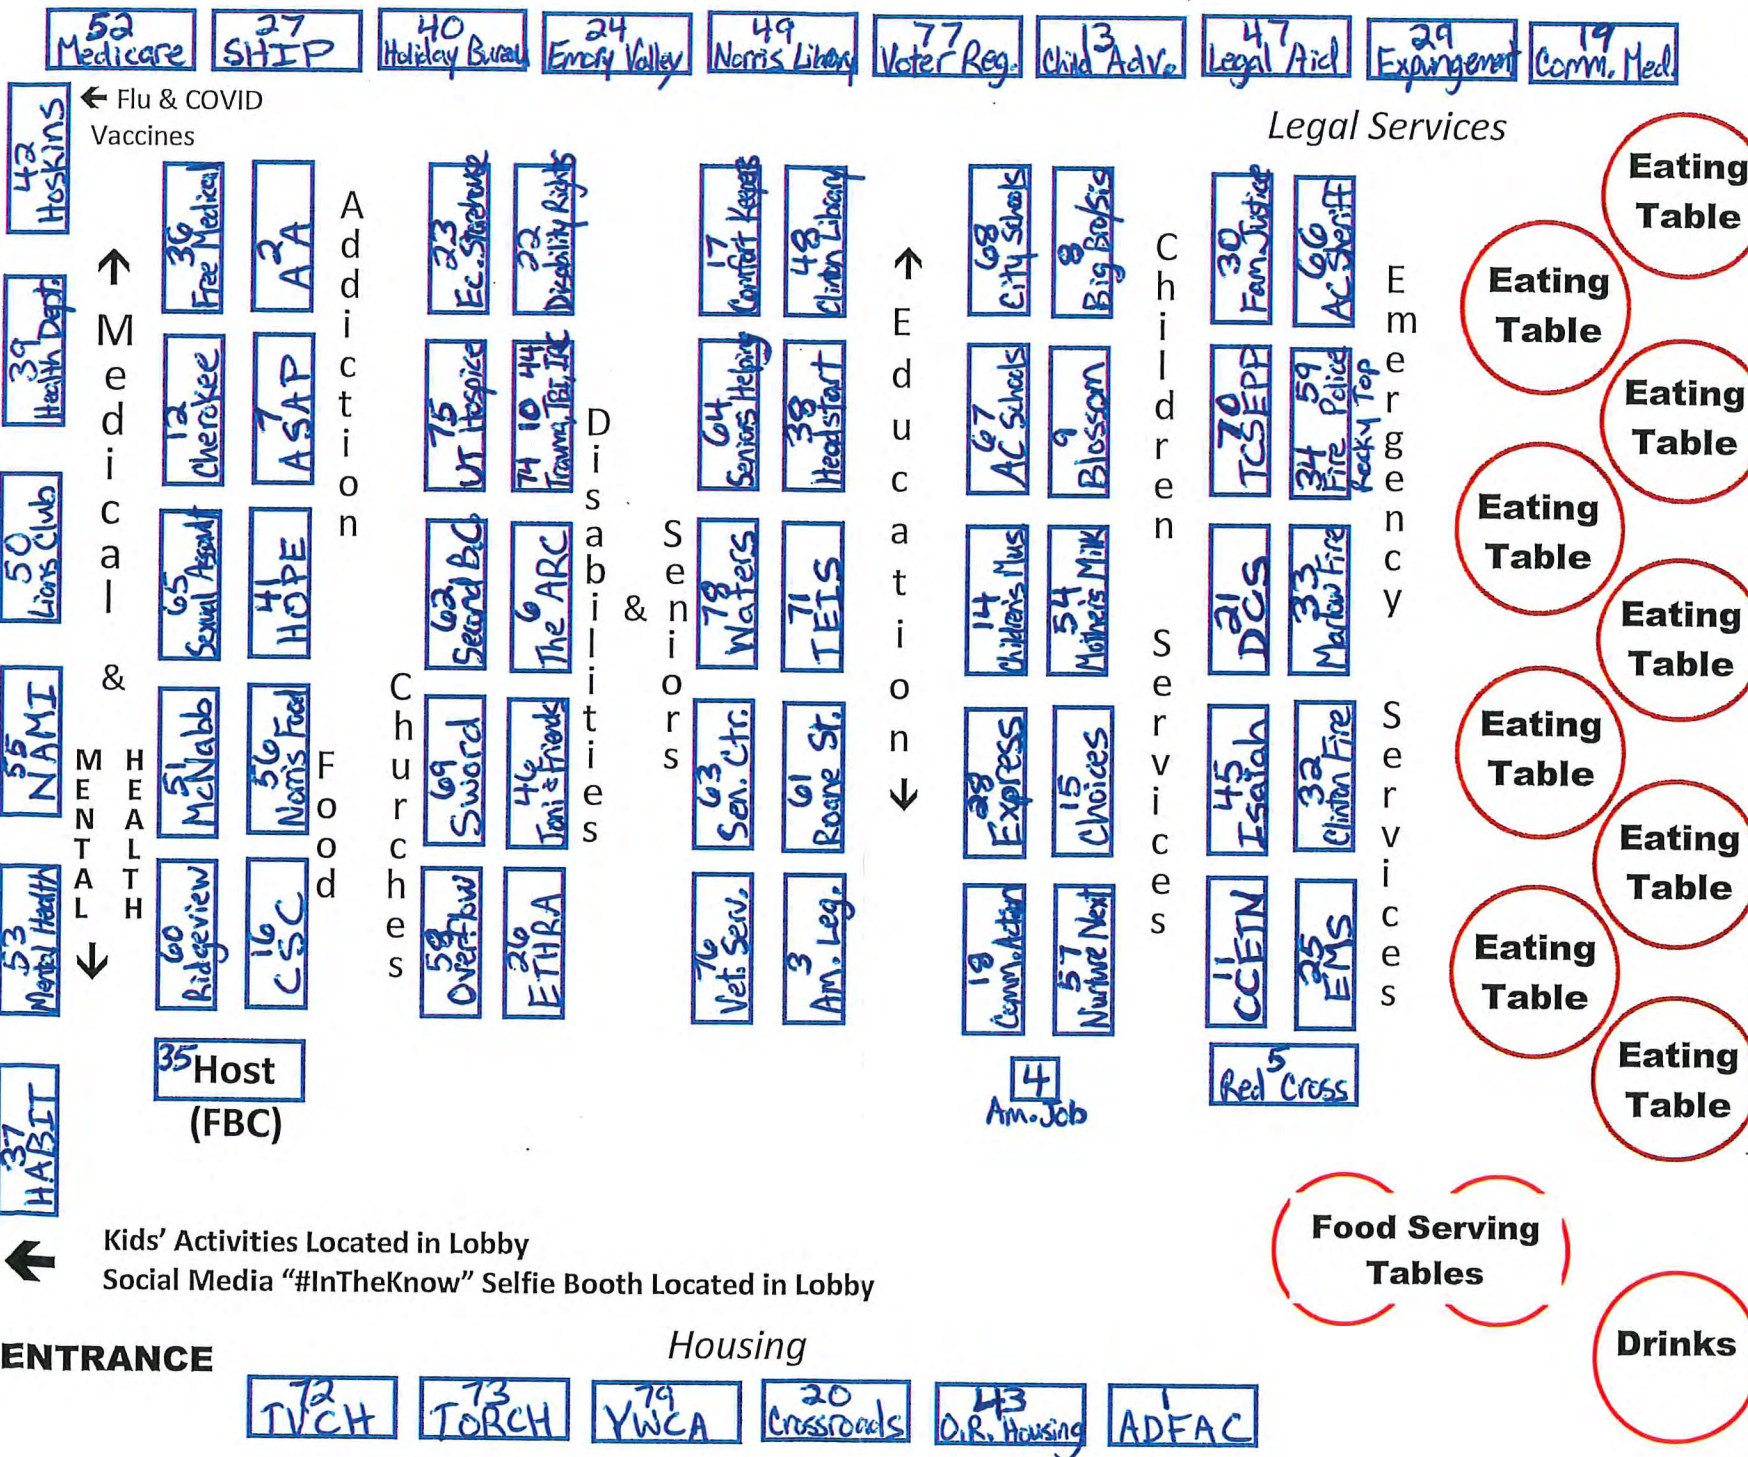 52
Medicare
27
SHIP
40
Holiday Bureau
24
Emory Valley
49
Norris Library
77
Voter Reg.
13
Child Adv.
47
Legal Aid
29
Expungement
19
Comm. Med.
42
Hoskins
← Flu & COVID
Vaccines
Legal Services
39
Health Dept.
50
Lions Club
55
NAMI
53
Mental Health
37
HABIT
↑ Medical
&
MENTAL
HEALTH ↓
36
Free Medical
12
Cherokee
65
Sexual Assault
51
McNabb
60
Ridgeview
2
AA
7
ASAP
41
HOPE
56
Norris Food
16
CSC
35 Host
(FBC)
Addiction
Food
Churches
23
Ec. Storehouse
75
UT Hospice
62
Second B.C.
69
Sword
58
Overflow
22
Disability Rights
74 10 44
Trauma, TBI, IRC
6
The ARC
46
Joni & Friends
26
ETHRA
Disabilities
&
Seniors
17
Comfort Keepers
64
Seniors Helping
78
Waters
63
Sen. Ctr.
76
Vet. Serv.
48
Clinton Library
38
Headstart
71
TEIS
61
Roane St.
3
Am. Leg.
↑ Education ↓
68
City Schools
67
AC Schools
14
Children's Mus
28
Express
18
Comm. Action
8
Big Bro/Sis
9
Blossom
54
Mother's Milk
15
Choices
57
Nurture Next
4
Am. Job
Children
Services
30
Fam. Justice
70
TCSEPP
21
DCS
45
Isaiah
11
CCETN
66
AC Sheriff
34 59
Fire Police
Rocky Top
33
Marlow Fire
32
Clinton Fire
25
EMS
5
Red Cross
Emergency
Services
Eating
Table
Eating
Table
Eating
Table
Eating
Table
Eating
Table
Eating
Table
Eating
Table
Eating
Table
Eating
Table
Food Serving
Tables
Drinks
← Kids' Activities Located in Lobby
Social Media "#InTheKnow" Selfie Booth Located in Lobby
ENTRANCE
Housing
72
TVCH
73
TORCH
79
YWCA
20
Crossroads
43
O.R. Housing
1
ADFAC